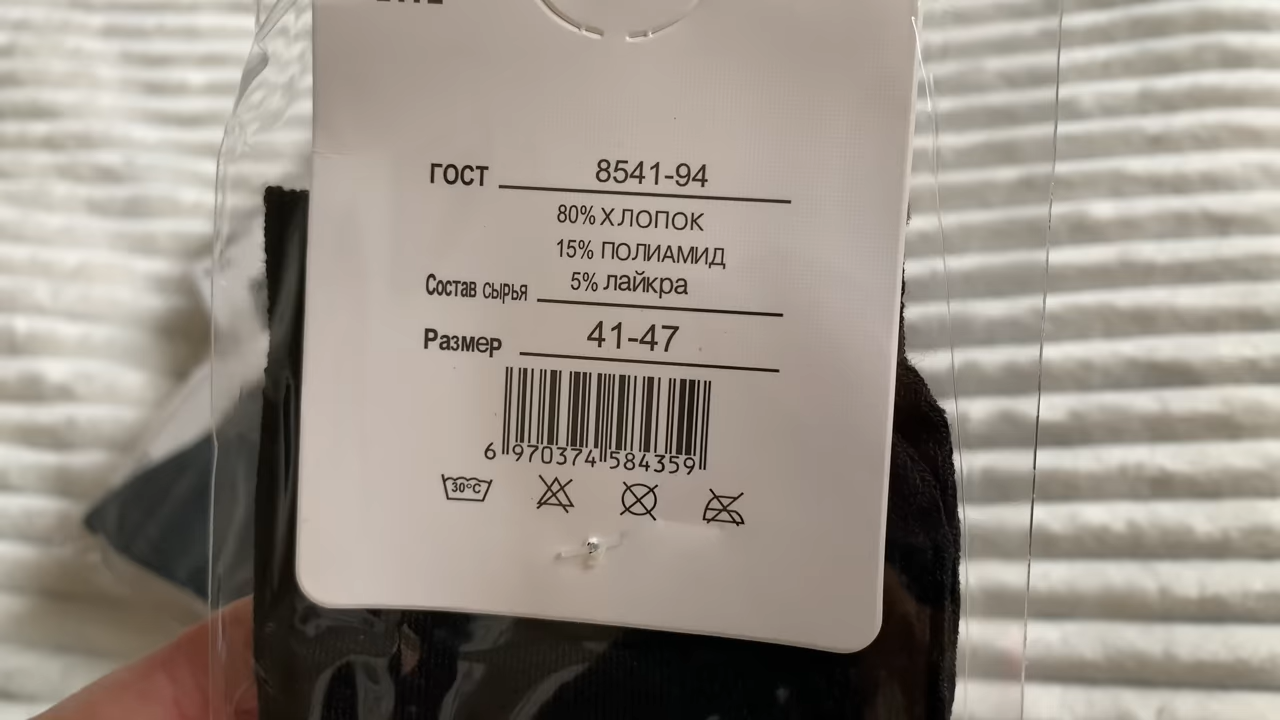 ГОСТ 8541-94
80% ХЛОПОК
15% ПОЛИАМИД
5% лайкра
Состав сырья
Размер 41-47
6 970374 584359
30°C